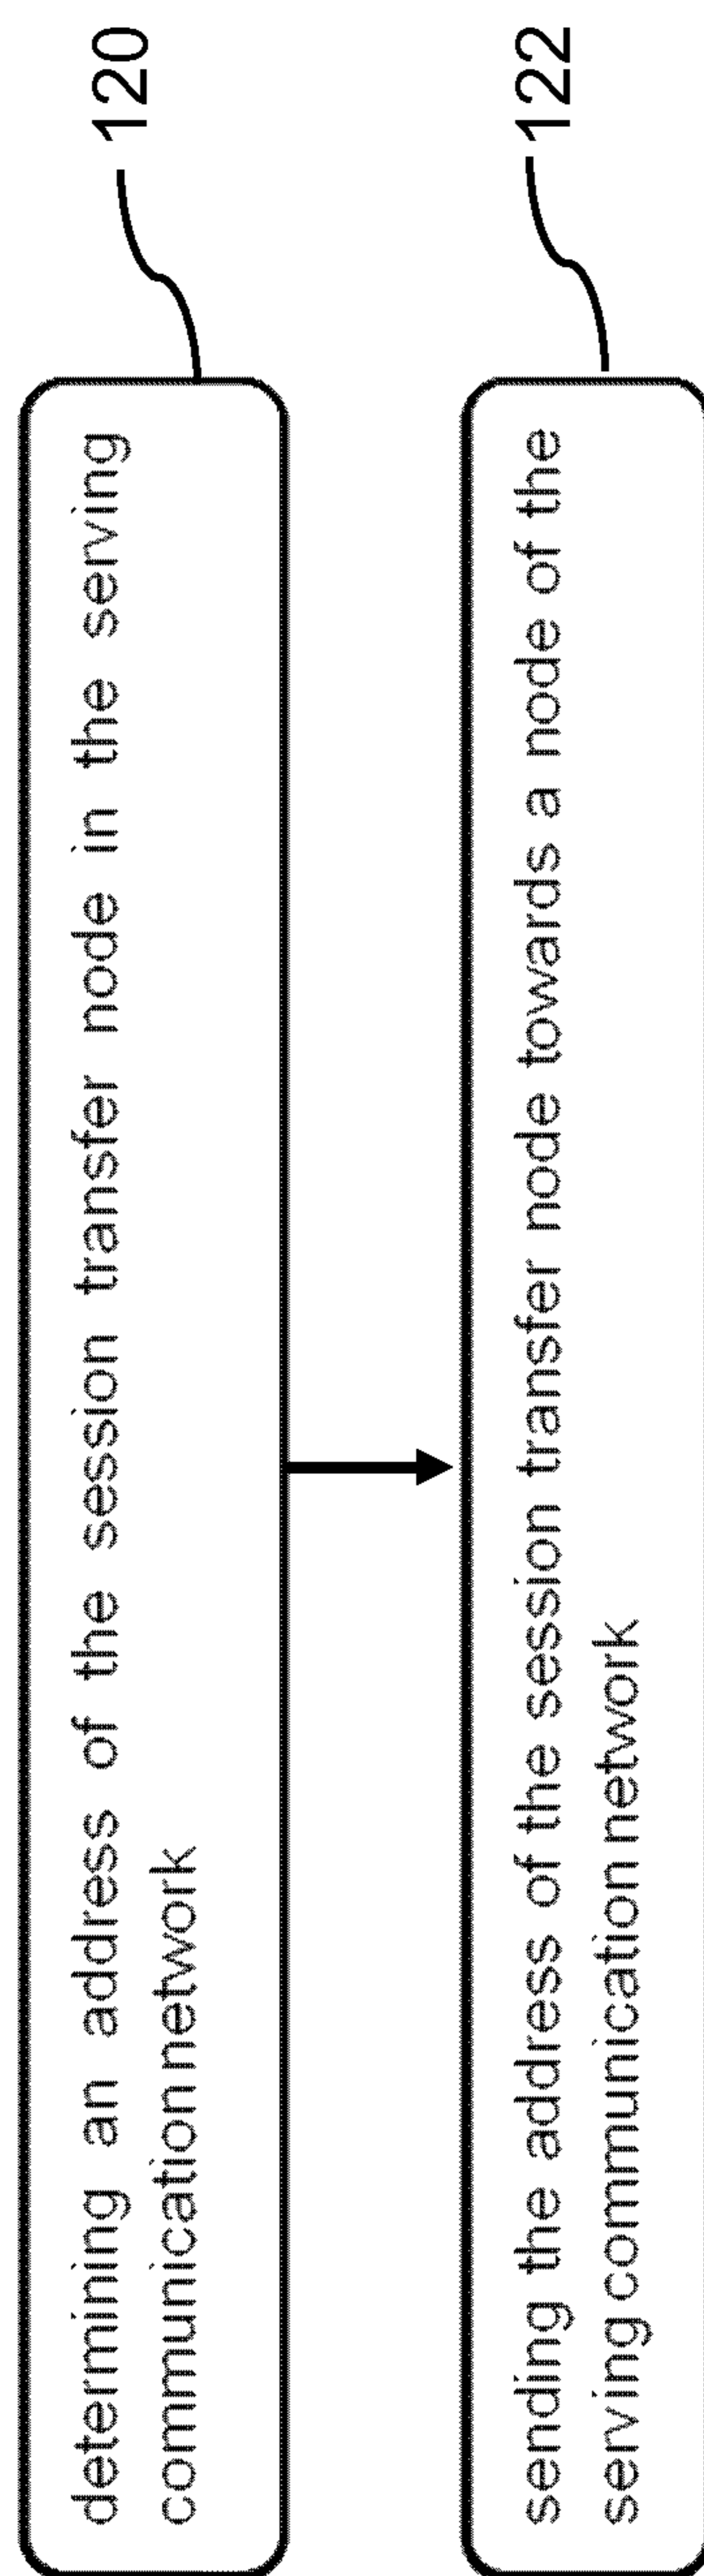 determining an address of the session transfer node in the serving
communication network
120
sending the address of the session transfer node towards a node of the
serving communication network
122